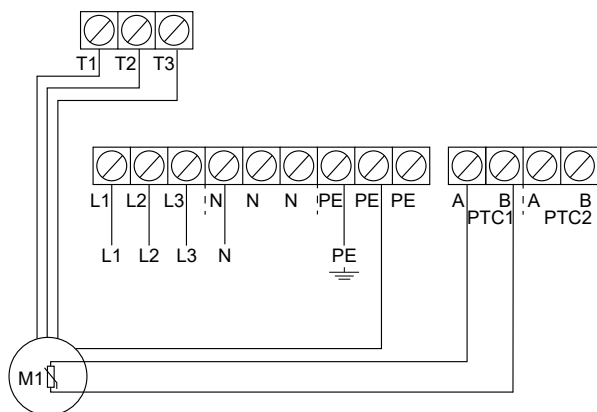 T1 T2 T3
L1 L2 L3 N N N PE PE PE A B A B
PTC1 PTC2
L1 L2 L3 N PE
M1